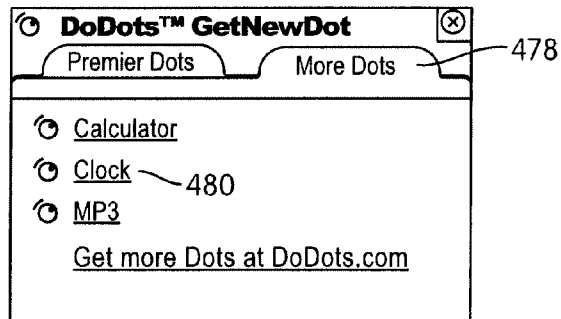 DoDots™ GetNewDot
Premier Dots
More Dots
478
Calculator
Clock
480
MP3
Get more Dots at DoDots.com